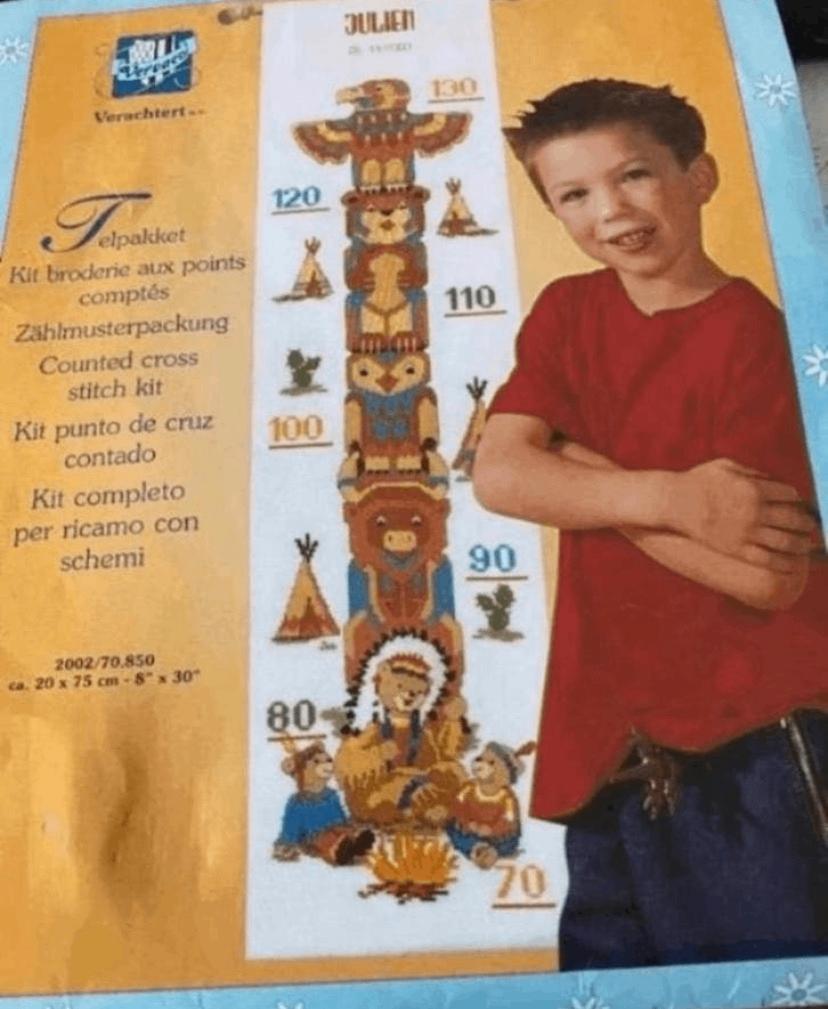 JULIEN
Vervaco
Verachtert
130
120
110
100
90
80
70
Telpakket
Kit broderie aux points
comptés
Zählmusterpackung
Counted cross
stitch kit
Kit punto de cruz
contado
Kit completo
per ricamo con
schemi
2002/70.850
ca. 20 x 75 cm - 8" x 30"